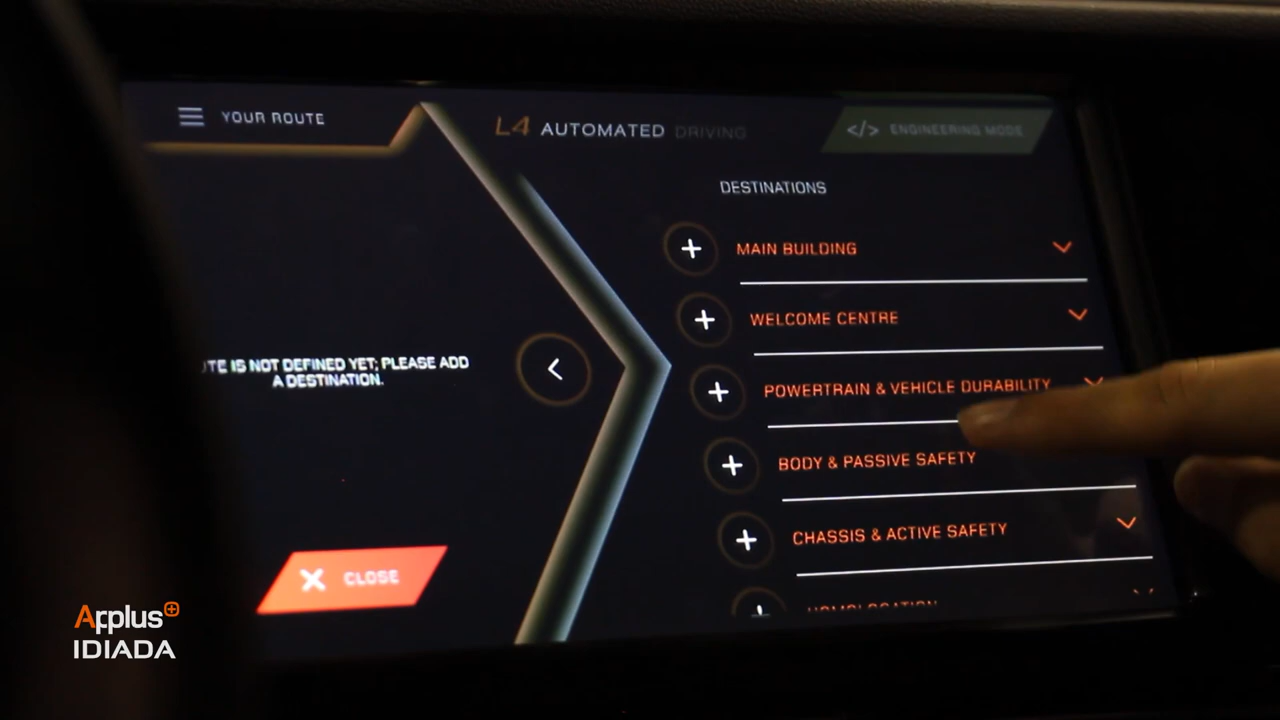 YOUR ROUTE
L4 AUTOMATED DRIVING
</> ENGINEERING MODE
DESTINATIONS
MAIN BUILDING
WELCOME CENTRE
POWERTRAIN & VEHICLE DURABILITY
BODY & PASSIVE SAFETY
CHASSIS & ACTIVE SAFETY
HOMOLOGATION
IS NOT DEFINED YET; PLEASE ADD
A DESTINATION.
CLOSE
Applus+
IDIADA